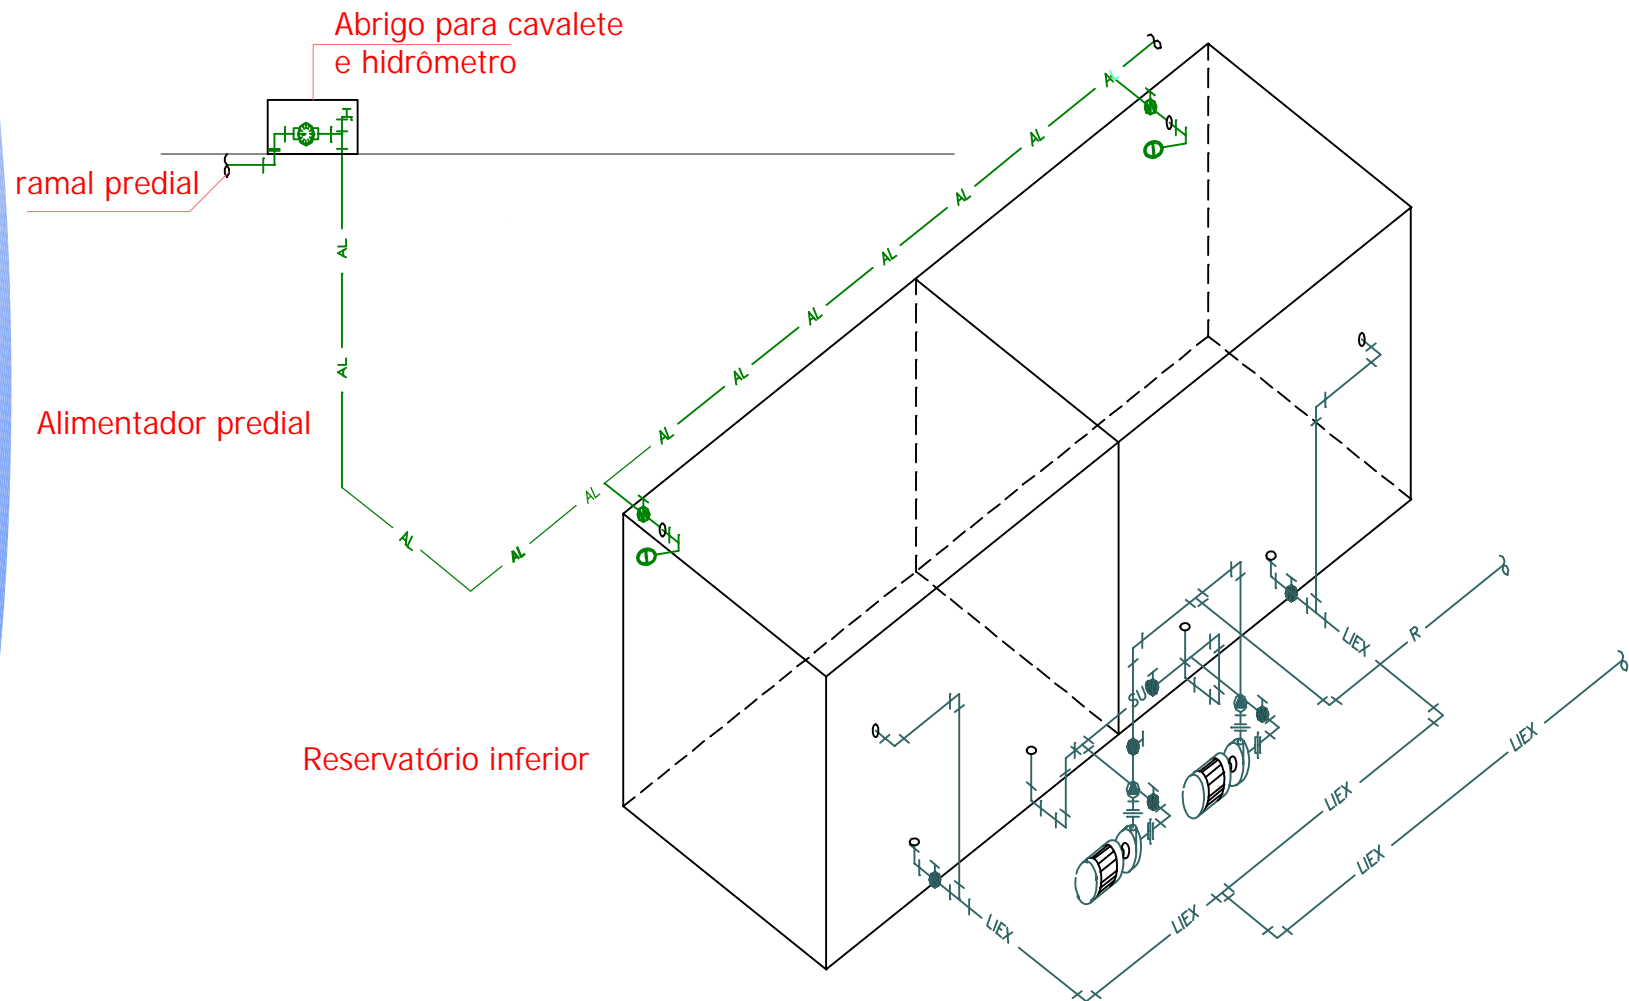 Abrigo para cavalete
e hidrômetro
ramal predial
Alimentador predial
Reservatório inferior
AL
AL
AL
AL
AL
AL
AL
AL
AL
AL
AL
AL
AL
SU
R
LIEX
LIEX
LIEX
LIEX
LIEX
LIEX